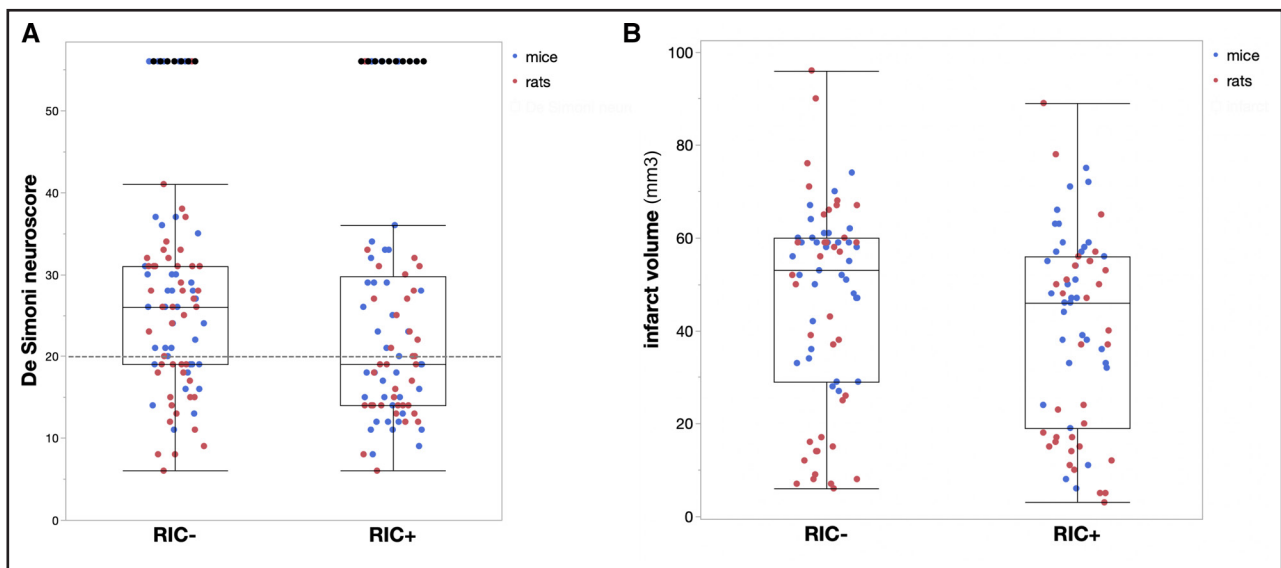 A
De Simoni neuroscore
50
40
30
20
10
0
RIC-
RIC+
mice
rats
B
infarct volume (mm3)
100
80
60
40
20
0
RIC-
RIC+
mice
rats